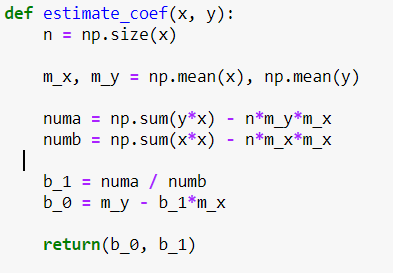 def estimate_coef(x, y):
    n = np.size(x)

    m_x, m_y = np.mean(x), np.mean(y)

    numa = np.sum(y*x) - n*m_y*m_x
    numb = np.sum(x*x) - n*m_x*m_x

    b_1 = numa / numb
    b_0 = m_y - b_1*m_x

    return(b_0, b_1)